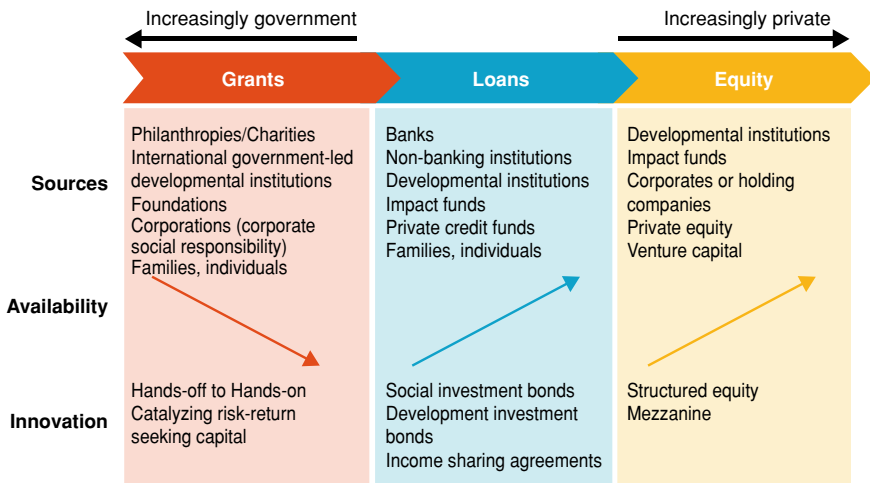 Increasingly government
Increasingly private
Grants
Loans
Equity
Sources
Philanthropies/Charities
International government-led
developmental institutions
Foundations
Corporations (corporate
social responsibility)
Families, individuals
Banks
Non-banking institutions
Developmental institutions
Impact funds
Private credit funds
Families, individuals
Developmental institutions
Impact funds
Corporates or holding
companies
Private equity
Venture capital
Availability
Innovation
Hands-off to Hands-on
Catalyzing risk-return
seeking capital
Social investment bonds
Development investment
bonds
Income sharing agreements
Structured equity
Mezzanine